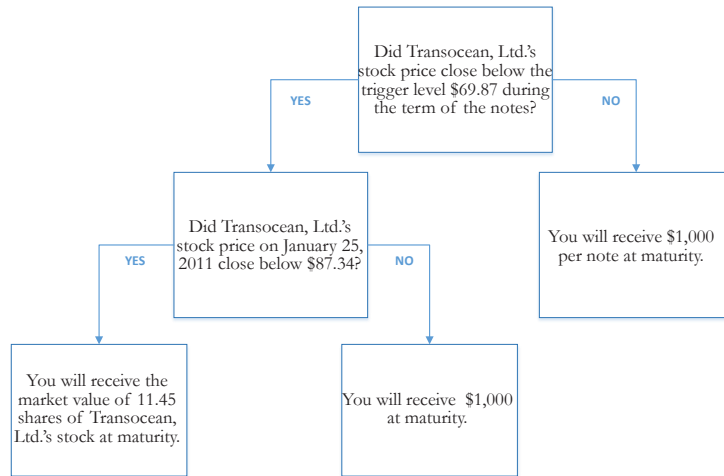 Did Transocean, Ltd.'s
stock price close below the
trigger level $69.87 during
the term of the notes?
YES
NO
Did Transocean, Ltd.'s
stock price on January 25,
2011 close below $87.34?
You will receive $1,000
per note at maturity.
YES
NO
You will receive the
market value of 11.45
shares of Transocean,
Ltd.'s stock at maturity.
You will receive $1,000
at maturity.